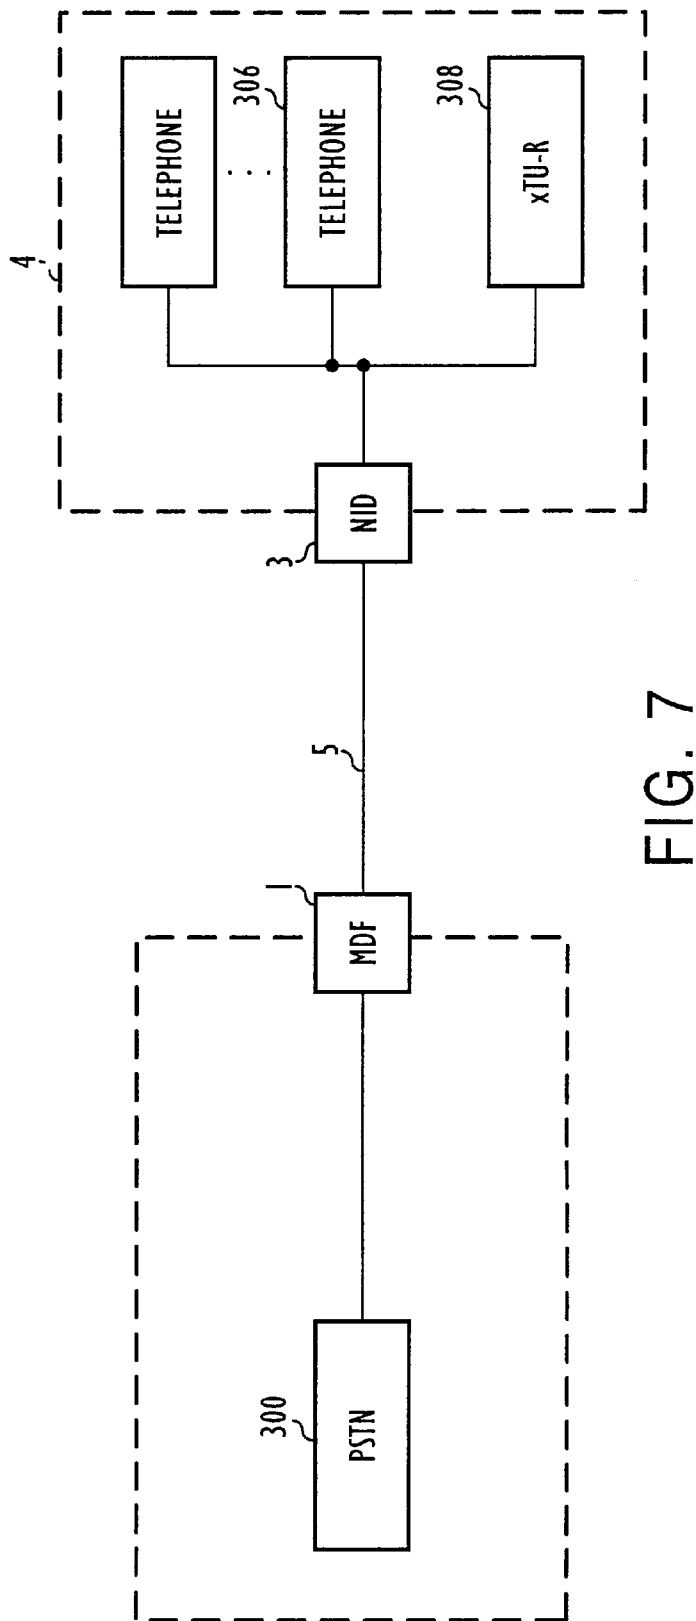 4'
TELEPHONE
⋮
306
TELEPHONE
308
xTU-R
3
NID
5
1
MDF
300
PSTN
FIG. 7